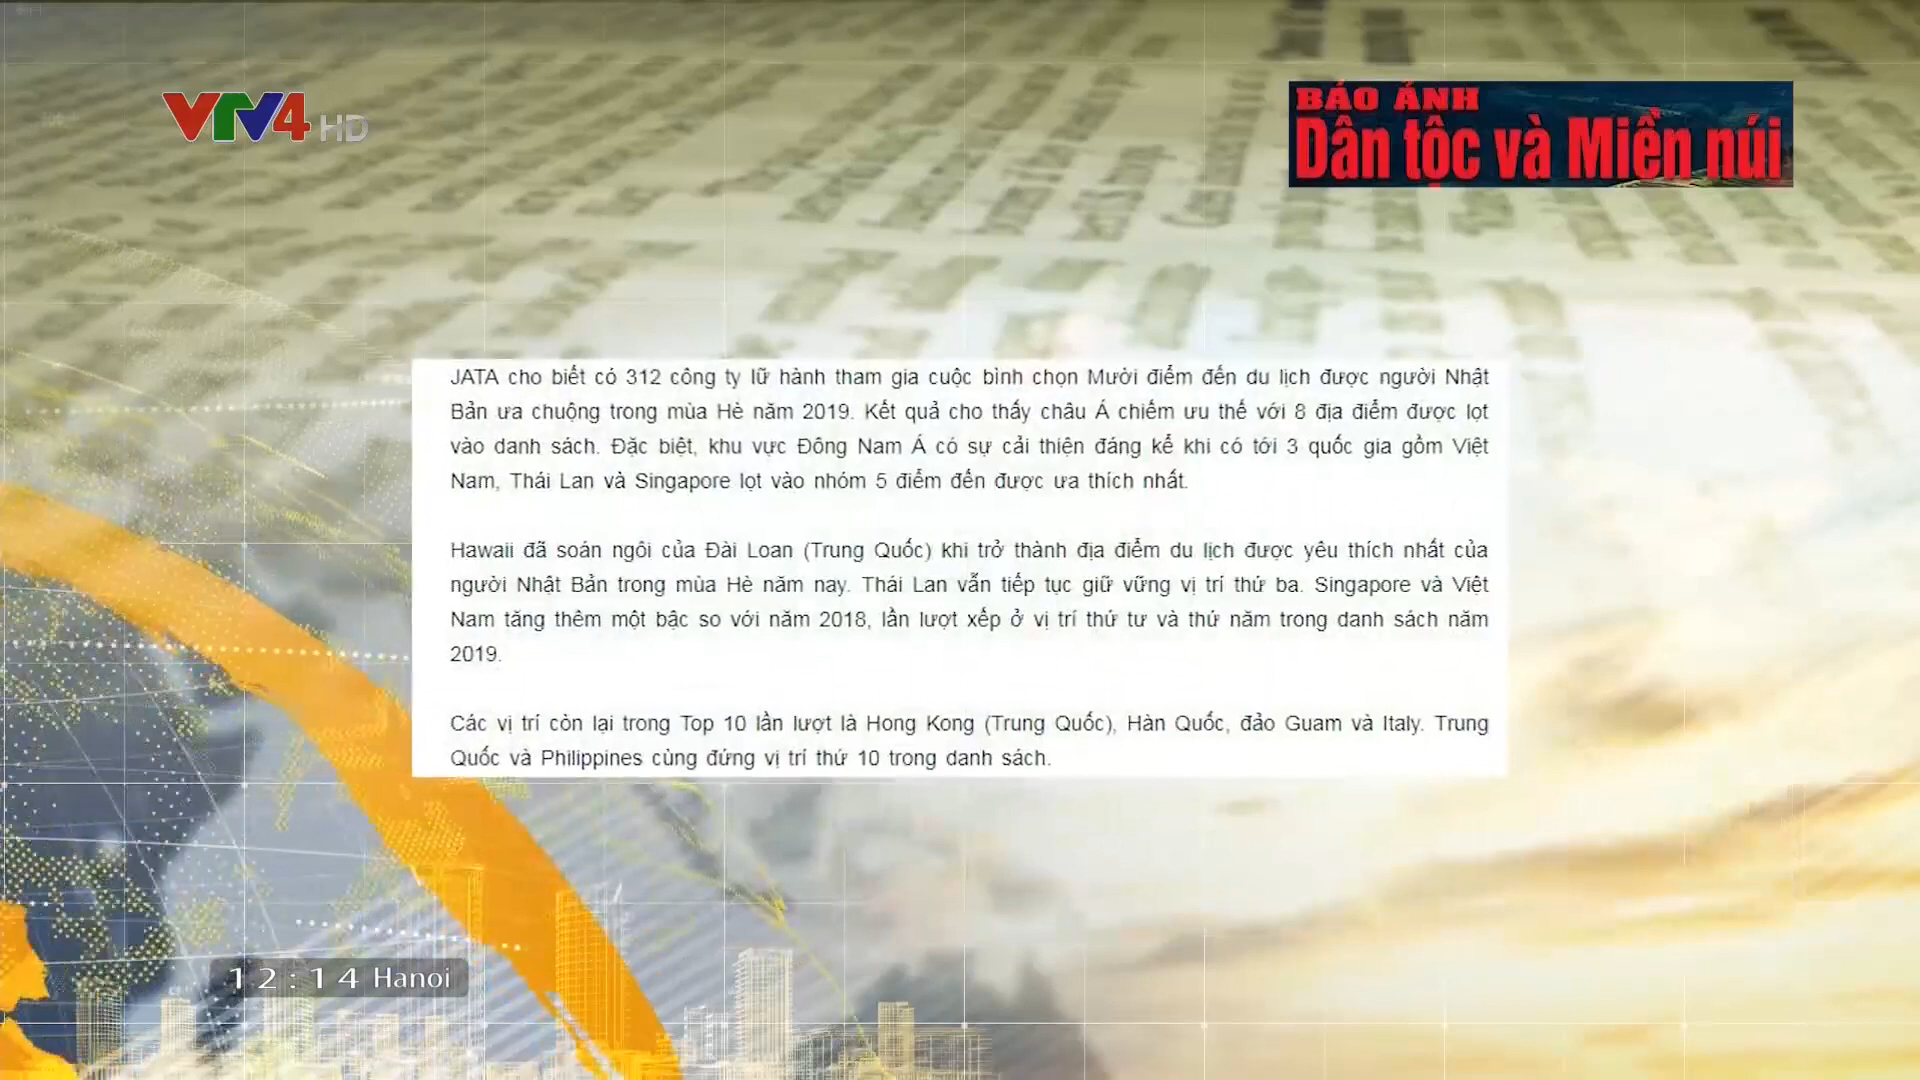 VTV4 HD
BÁO ẢNH
Dân tộc và Miền núi
JATA cho biết có 312 công ty lữ hành tham gia cuộc bình chọn Mười điểm đến du lịch được người Nhật
Bản ưa chuộng trong mùa Hè năm 2019. Kết quả cho thấy châu Á chiếm ưu thế với 8 địa điểm được lọt
vào danh sách. Đặc biệt, khu vực Đông Nam Á có sự cải thiện đáng kể khi có tới 3 quốc gia gồm Việt
Nam, Thái Lan và Singapore lọt vào nhóm 5 điểm đến được ưa thích nhất.
Hawaii đã soán ngôi của Đài Loan (Trung Quốc) khi trở thành địa điểm du lịch được yêu thích nhất của
người Nhật Bản trong mùa Hè năm nay. Thái Lan vẫn tiếp tục giữ vững vị trí thứ ba. Singapore và Việt
Nam tăng thêm một bậc so với năm 2018, lần lượt xếp ở vị trí thứ tư và thứ năm trong danh sách năm
2019.
Các vị trí còn lại trong Top 10 lần lượt là Hong Kong (Trung Quốc), Hàn Quốc, đảo Guam và Italy. Trung
Quốc và Philippines cùng đứng vị trí thứ 10 trong danh sách.
12:14 Hanoi